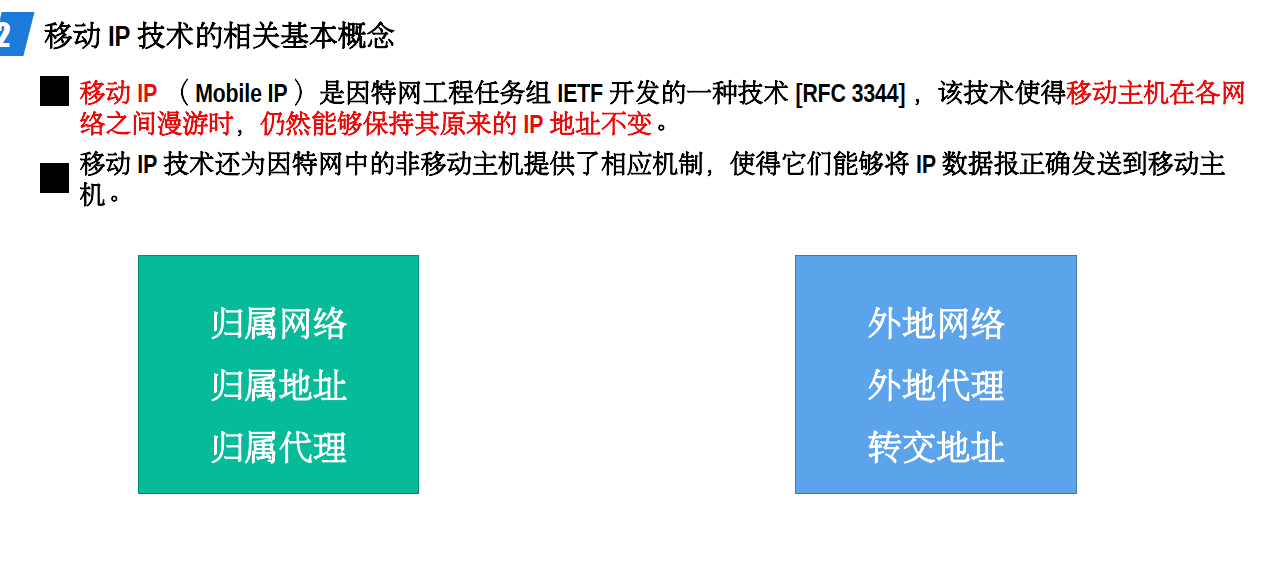 2 移动 IP 技术的相关基本概念
移动 IP （ Mobile IP ）是因特网工程任务组 IETF 开发的一种技术 [RFC 3344] ，该技术使得移动主机在各网
络之间漫游时，仍然能够保持其原来的 IP 地址不变。
移动 IP 技术还为因特网中的非移动主机提供了相应机制，使得它们能够将 IP 数据报正确发送到移动主
机。
归属网络
归属地址
归属代理
外地网络
外地代理
转交地址